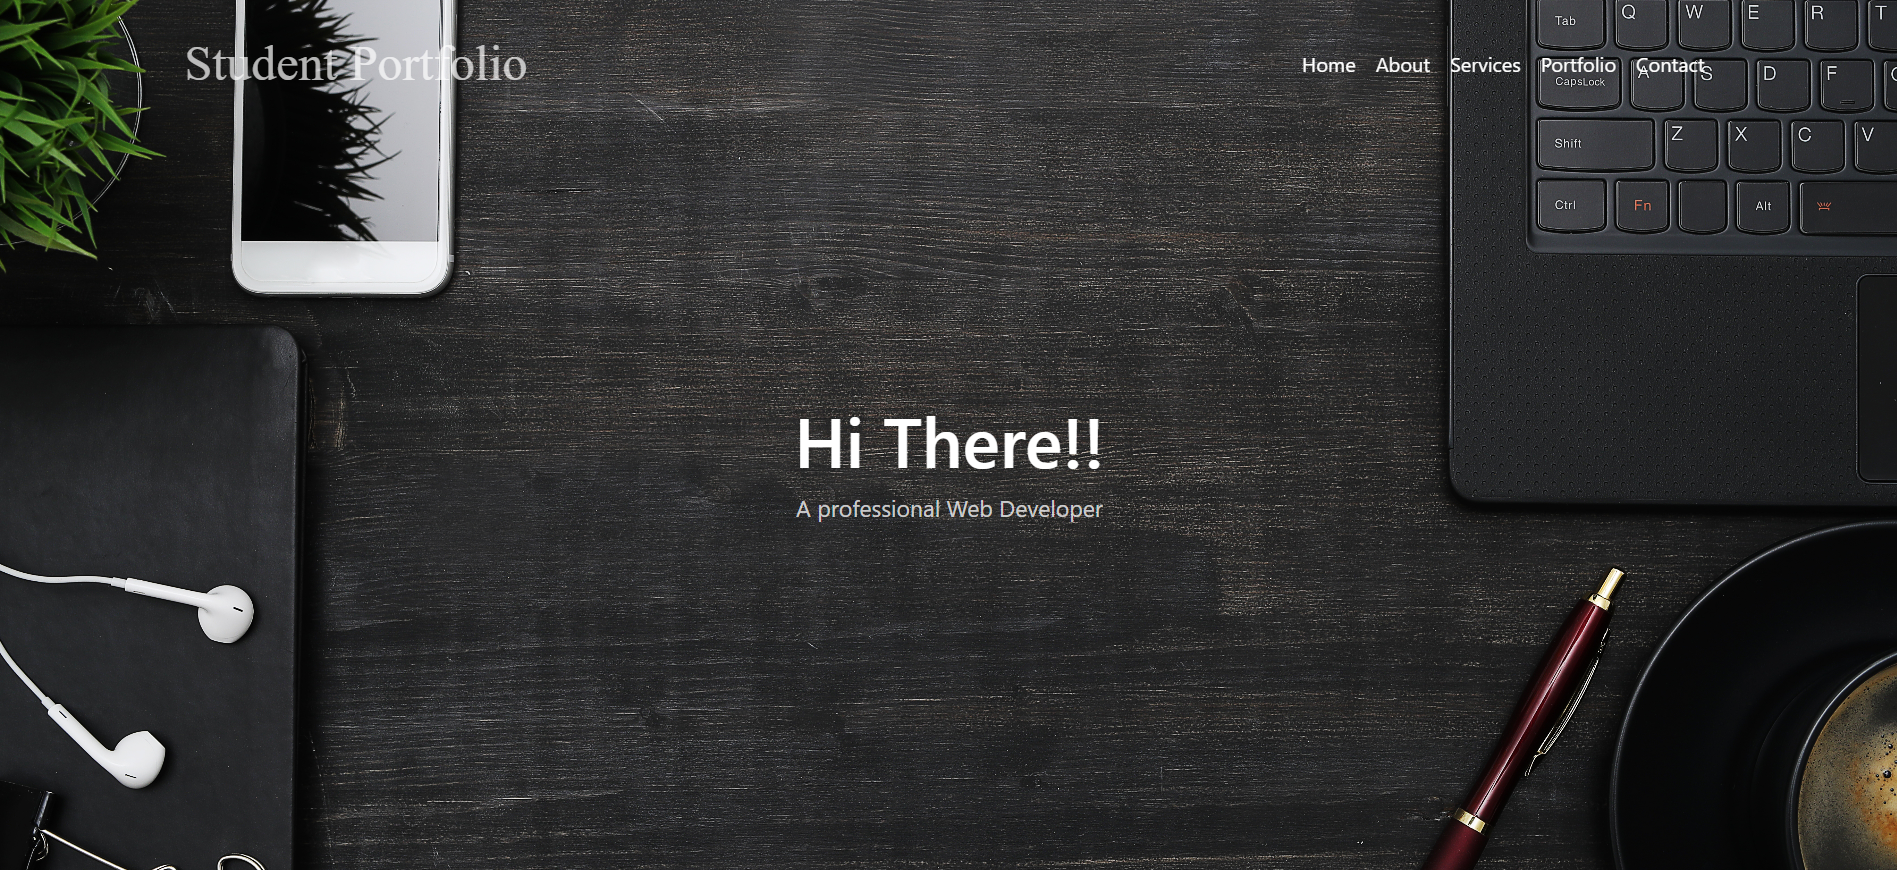 Student Portfolio
Home About Services Portfolio Contact
Tab Q W E R T
CapsLock A S D F
Shift Z X C V
Ctrl Fn Alt
Hi There!!
A professional Web Developer